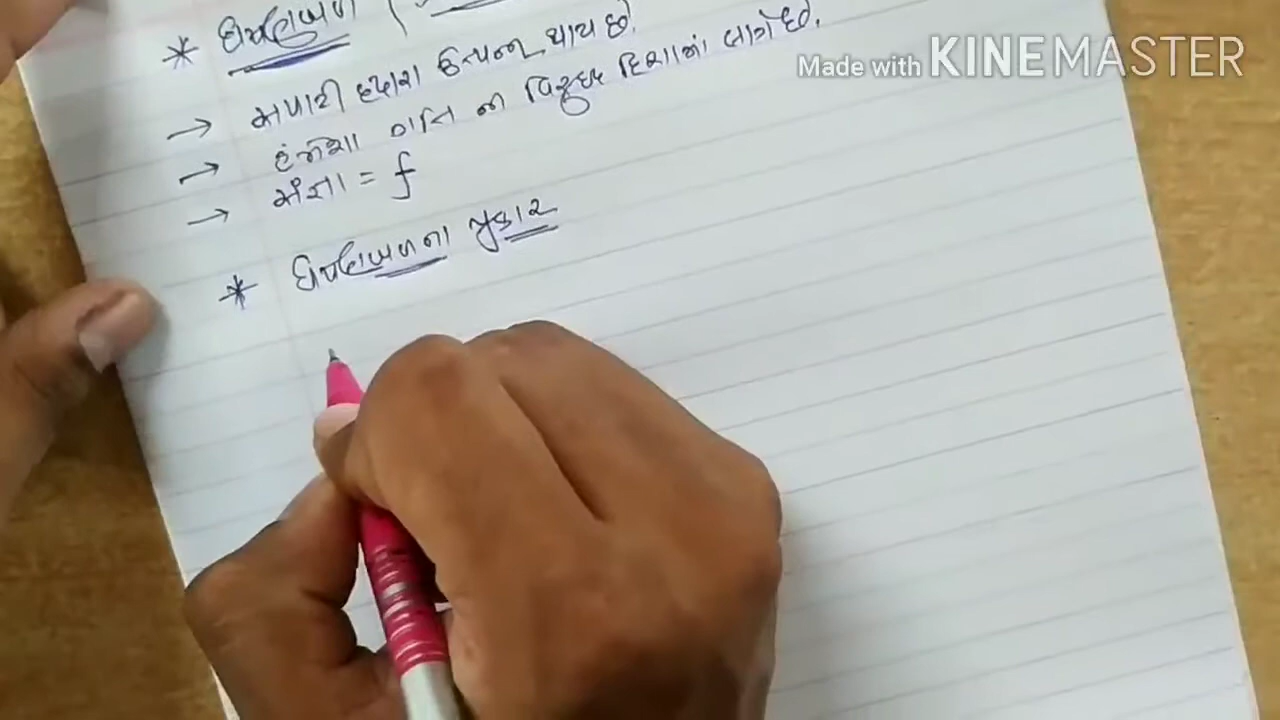 * ઘર્ષણબળ (
→ સપાટી દ્વારા ઉત્પન્ન થાય છે.
→ હંમેશા ગતિ ની વિરુદ્ધ દિશામાં લાગે છે.
→ સંજ્ઞા = f
* ઘર્ષણબળના પ્રકાર
Made with KINEMASTER